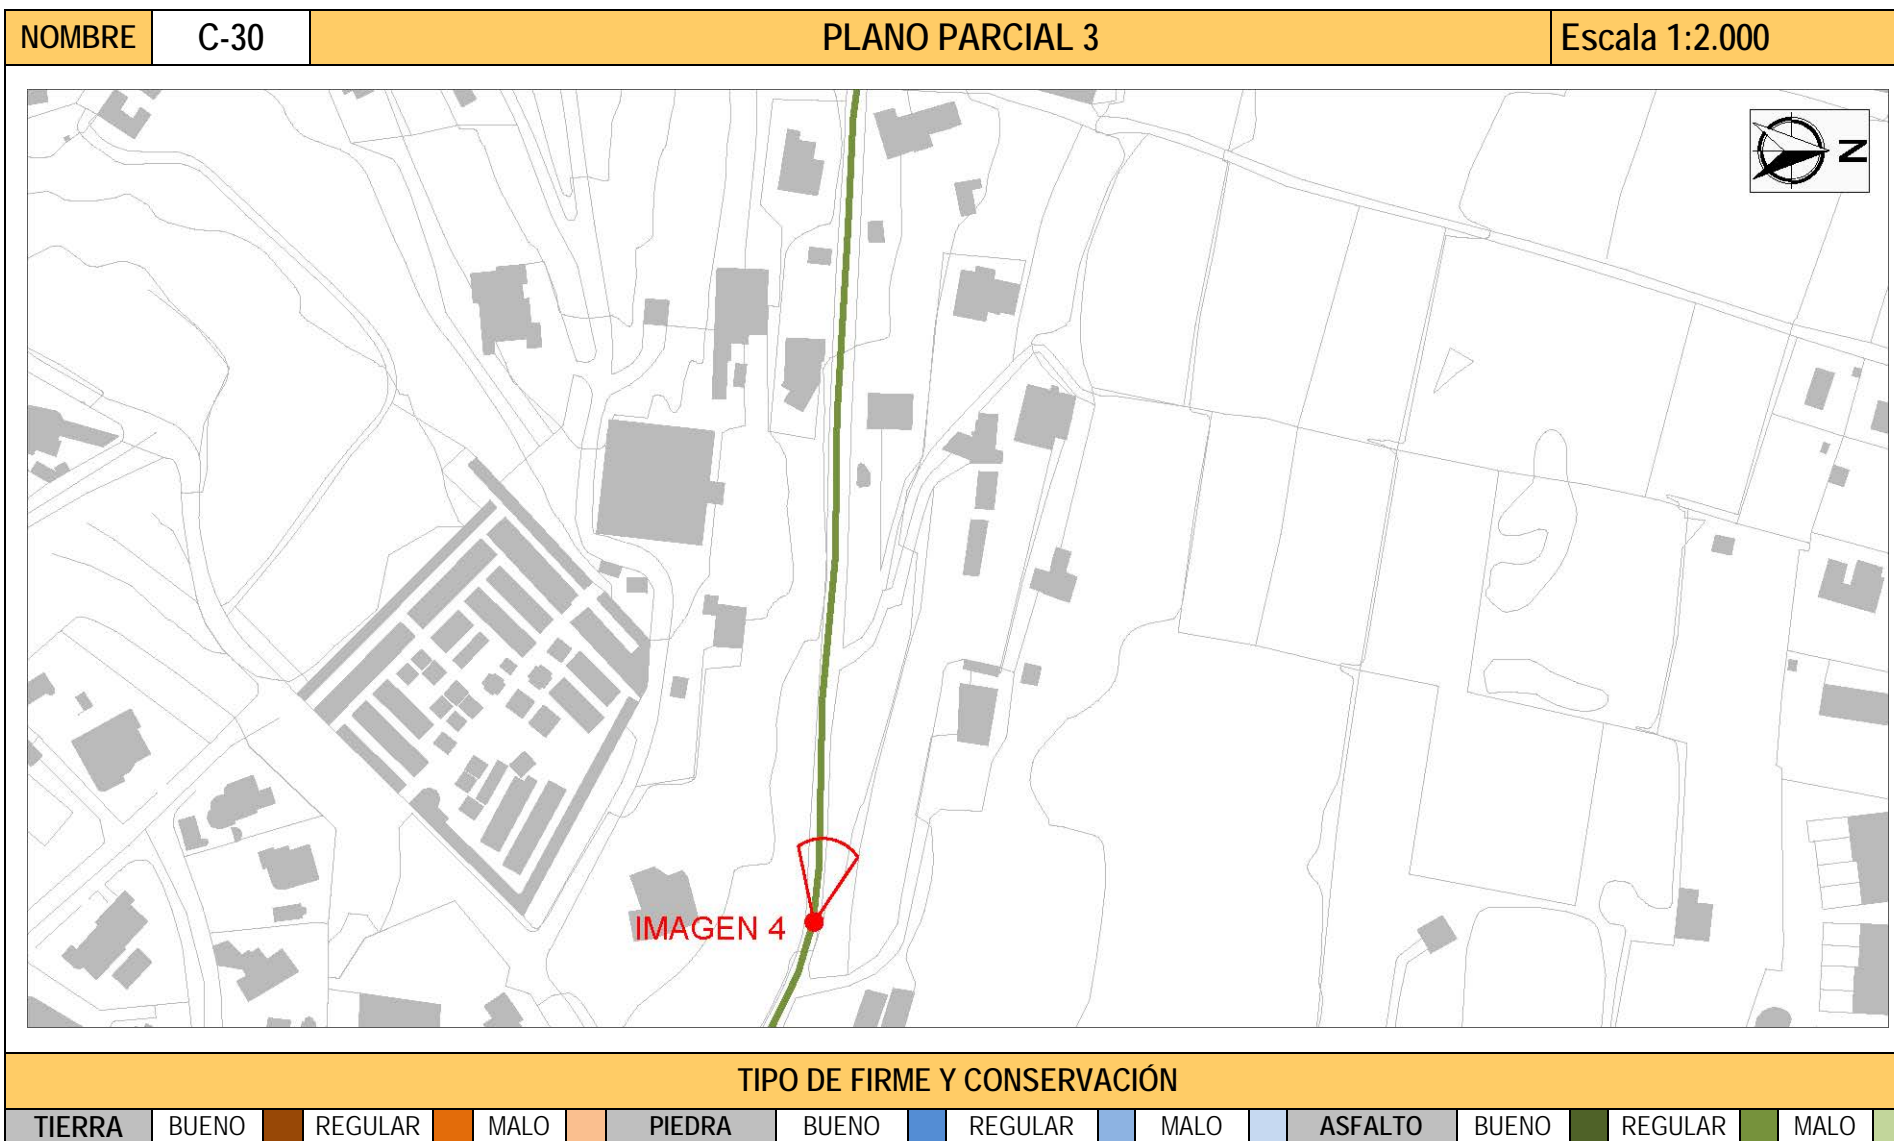 NOMBRE C-30 PLANO PARCIAL 3 Escala 1:2.000
N
IMAGEN 4
TIPO DE FIRME Y CONSERVACIÓN
TIERRA BUENO REGULAR MALO PIEDRA BUENO REGULAR MALO ASFALTO BUENO REGULAR MALO